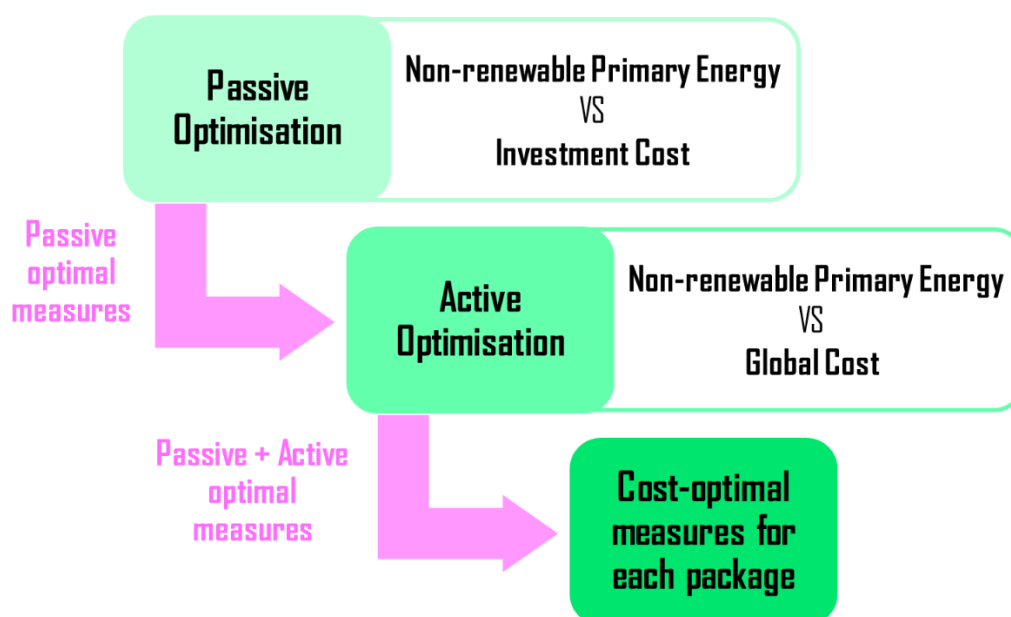 Passive
Optimisation
Non-renewable Primary Energy
VS
Investment Cost
Passive
optimal
measures
Active
Optimisation
Non-renewable Primary Energy
VS
Global Cost
Passive + Active
optimal
measures
Cost-optimal
measures for
each package